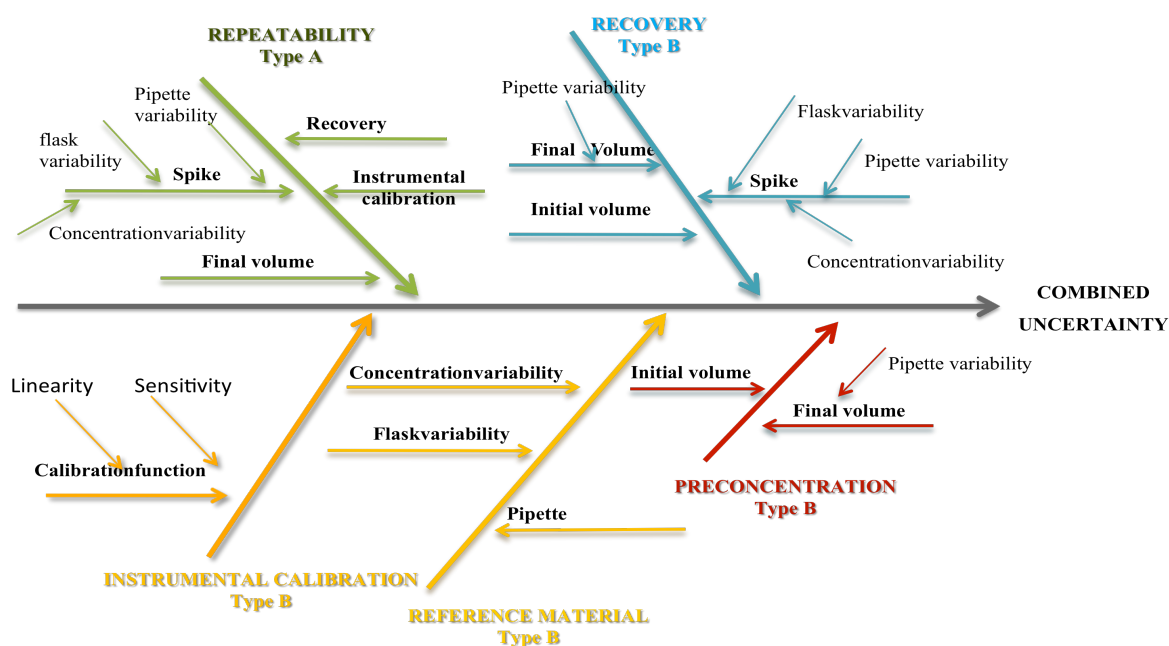 REPEATABILITY
Type A
Pipette
variability
flask
variability
Recovery
Spike
Instrumental
calibration
Concentrationvariability
Final volume
RECOVERY
Type B
Pipette variability
Flaskvariability
Final Volume
Pipette variability
Spike
Initial volume
Concentrationvariability
COMBINED
UNCERTAINTY
Linearity
Sensitivity
Calibrationfunction
INSTRUMENTAL CALIBRATION
Type B
Concentrationvariability
Flaskvariability
Pipette
REFERENCE MATERIAL
Type B
Initial volume
Pipette variability
Final volume
PRECONCENTRATION
Type B